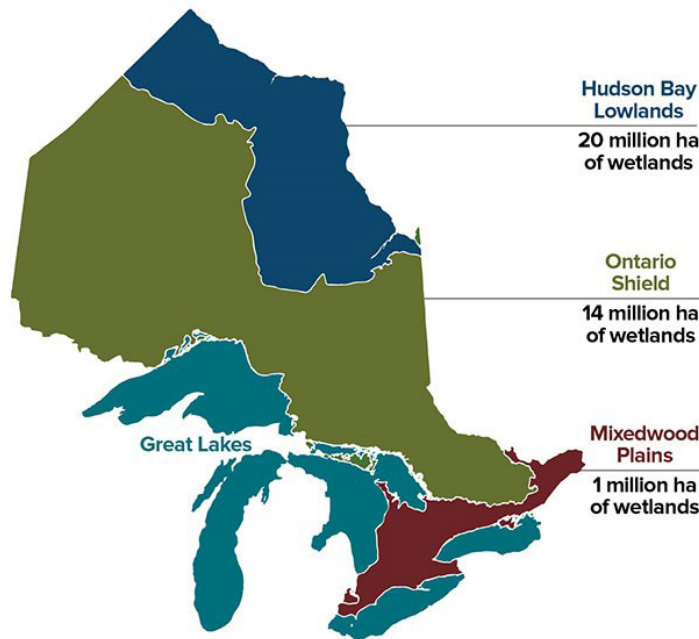 Hudson Bay
Lowlands
20 million ha
of wetlands
Ontario
Shield
14 million ha
of wetlands
Great Lakes
Mixedwood
Plains
1 million ha
of wetlands